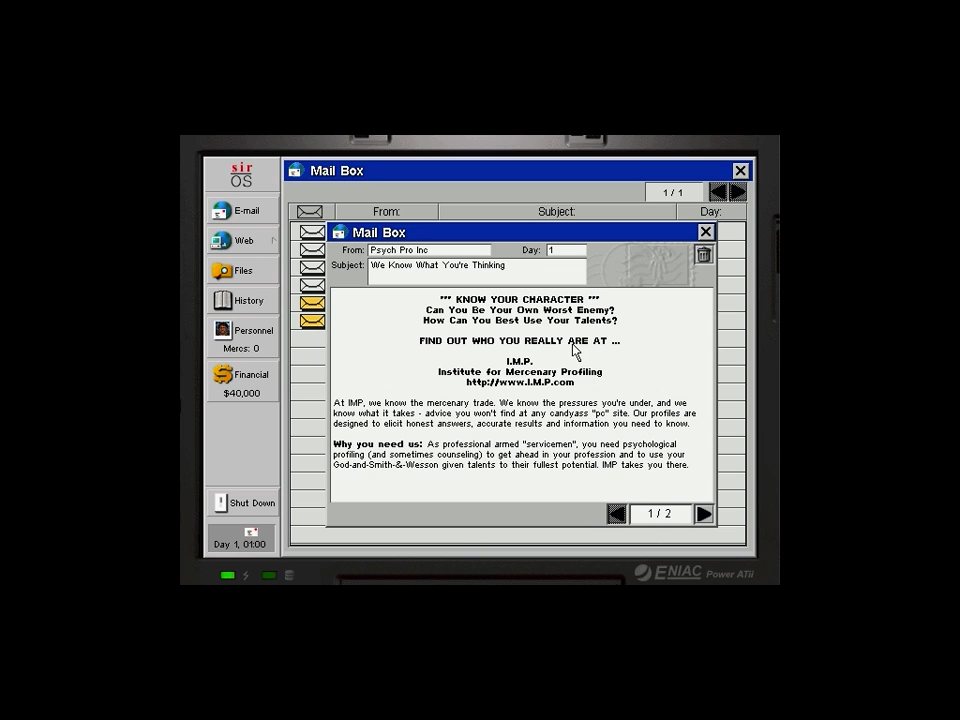 sir
OS
Mail Box
1 / 1
From:
Subject:
Day:
E-mail
Web
Files
History
Personnel
Mercs: 0
Financial
$40,000
Shut Down
Day 1, 01:00
Mail Box
From: Psych Pro Inc
Day: 1
Subject: We Know What You're Thinking
*** KNOW YOUR CHARACTER ***
Can You Be Your Own Worst Enemy?
How Can You Best Use Your Talents?
FIND OUT WHO YOU REALLY ARE AT ...
I.M.P.
Institute for Mercenary Profiling
http://www.I.M.P.com
At IMP, we know the mercenary trade. We know the pressures you're under, and we
know what it takes - advice you won't find at any candyass "pc" site. Our profiles are
designed to elicit honest answers, accurate results and information you need to know.
Why you need us: As professional armed "servicemen", you need psychological
profiling (and sometimes counseling) to get ahead in your profession and to use your
God-and-Smith-&-Wesson given talents to their fullest potential. IMP takes you there.
1 / 2
ENIAC Power ATii